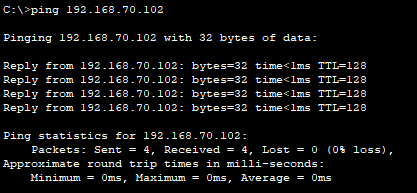 C:\>ping 192.168.70.102
Pinging 192.168.70.102 with 32 bytes of data:
Reply from 192.168.70.102: bytes=32 time<1ms TTL=128
Reply from 192.168.70.102: bytes=32 time<1ms TTL=128
Reply from 192.168.70.102: bytes=32 time<1ms TTL=128
Reply from 192.168.70.102: bytes=32 time<1ms TTL=128
Ping statistics for 192.168.70.102:
    Packets: Sent = 4, Received = 4, Lost = 0 (0% loss),
Approximate round trip times in milli-seconds:
    Minimum = 0ms, Maximum = 0ms, Average = 0ms